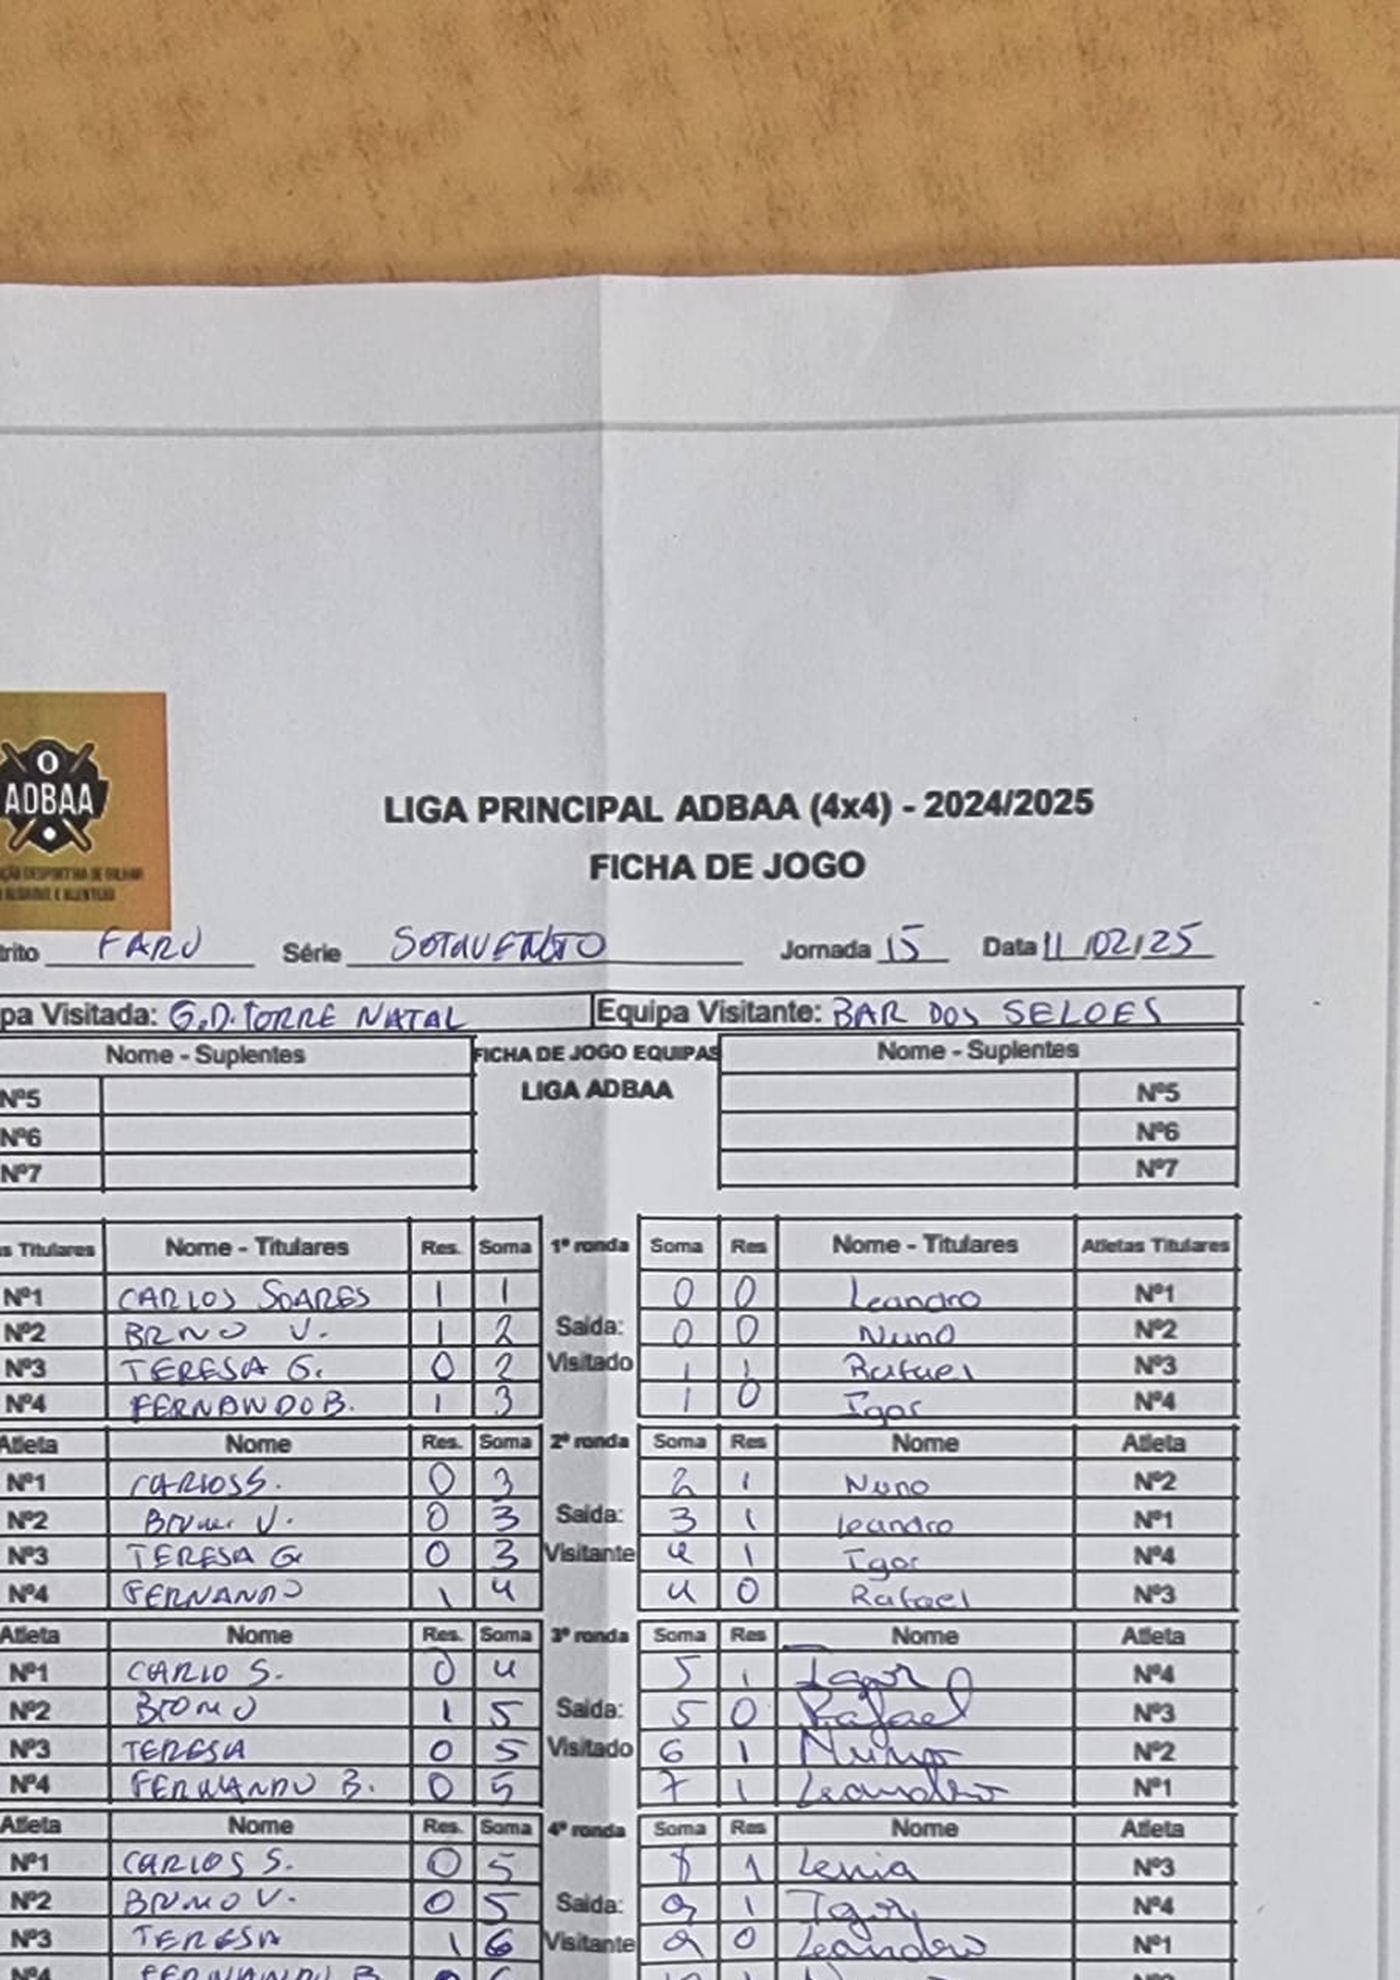 O
ADBAA
LIGA PRINCIPAL ADBAA (4x4) - 2024/2025
FICHA DE JOGO
trito FARO Série SOTAVENTO Jornada 15 Data 11/02/25
pa Visitada: G.D. TORRE NATAL Equipa Visitante: BAR DOS SELOES
Nome - Suplentes FICHA DE JOGO EQUIPAS Nome - Suplentes
LIGA ADBAA
Nº5 Nº5
Nº6 Nº6
Nº7 Nº7
s Titulares Nome - Titulares Res. Soma 1ª ronda Soma Res Nome - Titulares Atletas Titulares
Nº1 CARLOS SOARES 1 1 0 0 Leandro Nº1
Nº2 BRUNO V. 1 2 Saida: 0 0 Nuno Nº2
Nº3 TERESA G. 0 2 Visitado 1 1 Rafael Nº3
Nº4 FERNANDO B. 1 3 1 0 Igor Nº4
Atleta Nome Res. Soma 2ª ronda Soma Res Nome Atleta
Nº1 CARLOS S. 0 3 2 1 Nuno Nº2
Nº2 Bruno V. 0 3 Saida: 3 1 leandro Nº1
Nº3 TERESA G 0 3 Visitante 4 1 Igor Nº4
Nº4 FERNANDO 1 4 4 0 Rafael Nº3
Atleta Nome Res. Soma 3ª ronda Soma Res Nome Atleta
Nº1 CARLO S. 0 4 5 1 Igor Nº4
Nº2 BRUNO 1 5 Saida: 5 0 Rafael Nº3
Nº3 TERESA 0 5 Visitado 6 1 Nuno Nº2
Nº4 FERNANDO B. 0 5 7 1 Leandro Nº1
Atleta Nome Res. Soma 4ª ronda Soma Res Nome Atleta
Nº1 CARLOS S. 0 5 8 1 Lenia Nº3
Nº2 BRUNO V. 0 5 Saida: 9 1 Igor Nº4
Nº3 TERESA 1 6 Visitante 9 0 Leandro Nº1
Nº4 FERNANDO B